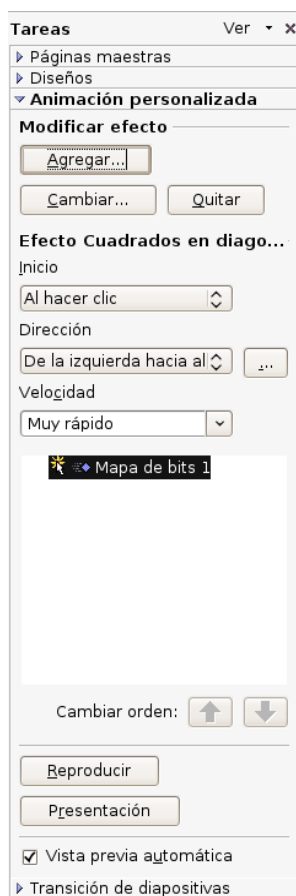 Tareas Ver
Páginas maestras
Diseños
Animación personalizada
Modificar efecto
Agregar...
Cambiar... Quitar
Efecto Cuadrados en diago...
Inicio
Al hacer clic
Dirección
De la izquierda hacia al ...
Velocidad
Muy rápido
Mapa de bits 1
Cambiar orden:
Reproducir
Presentación
Vista previa automática
Transición de diapositivas